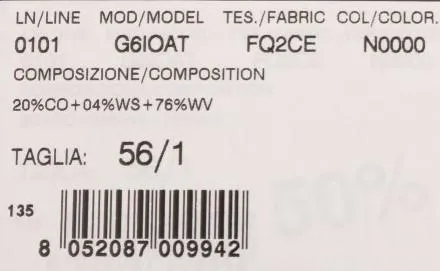 LN/LINE MOD/MODEL TES./FABRIC COL/COLOR.
0101 G6IOAT FQ2CE N0000
COMPOSIZIONE/COMPOSITION
20%CO+04%WS+76%WV
TAGLIA: 56/1
135
8 052087 009942
50%